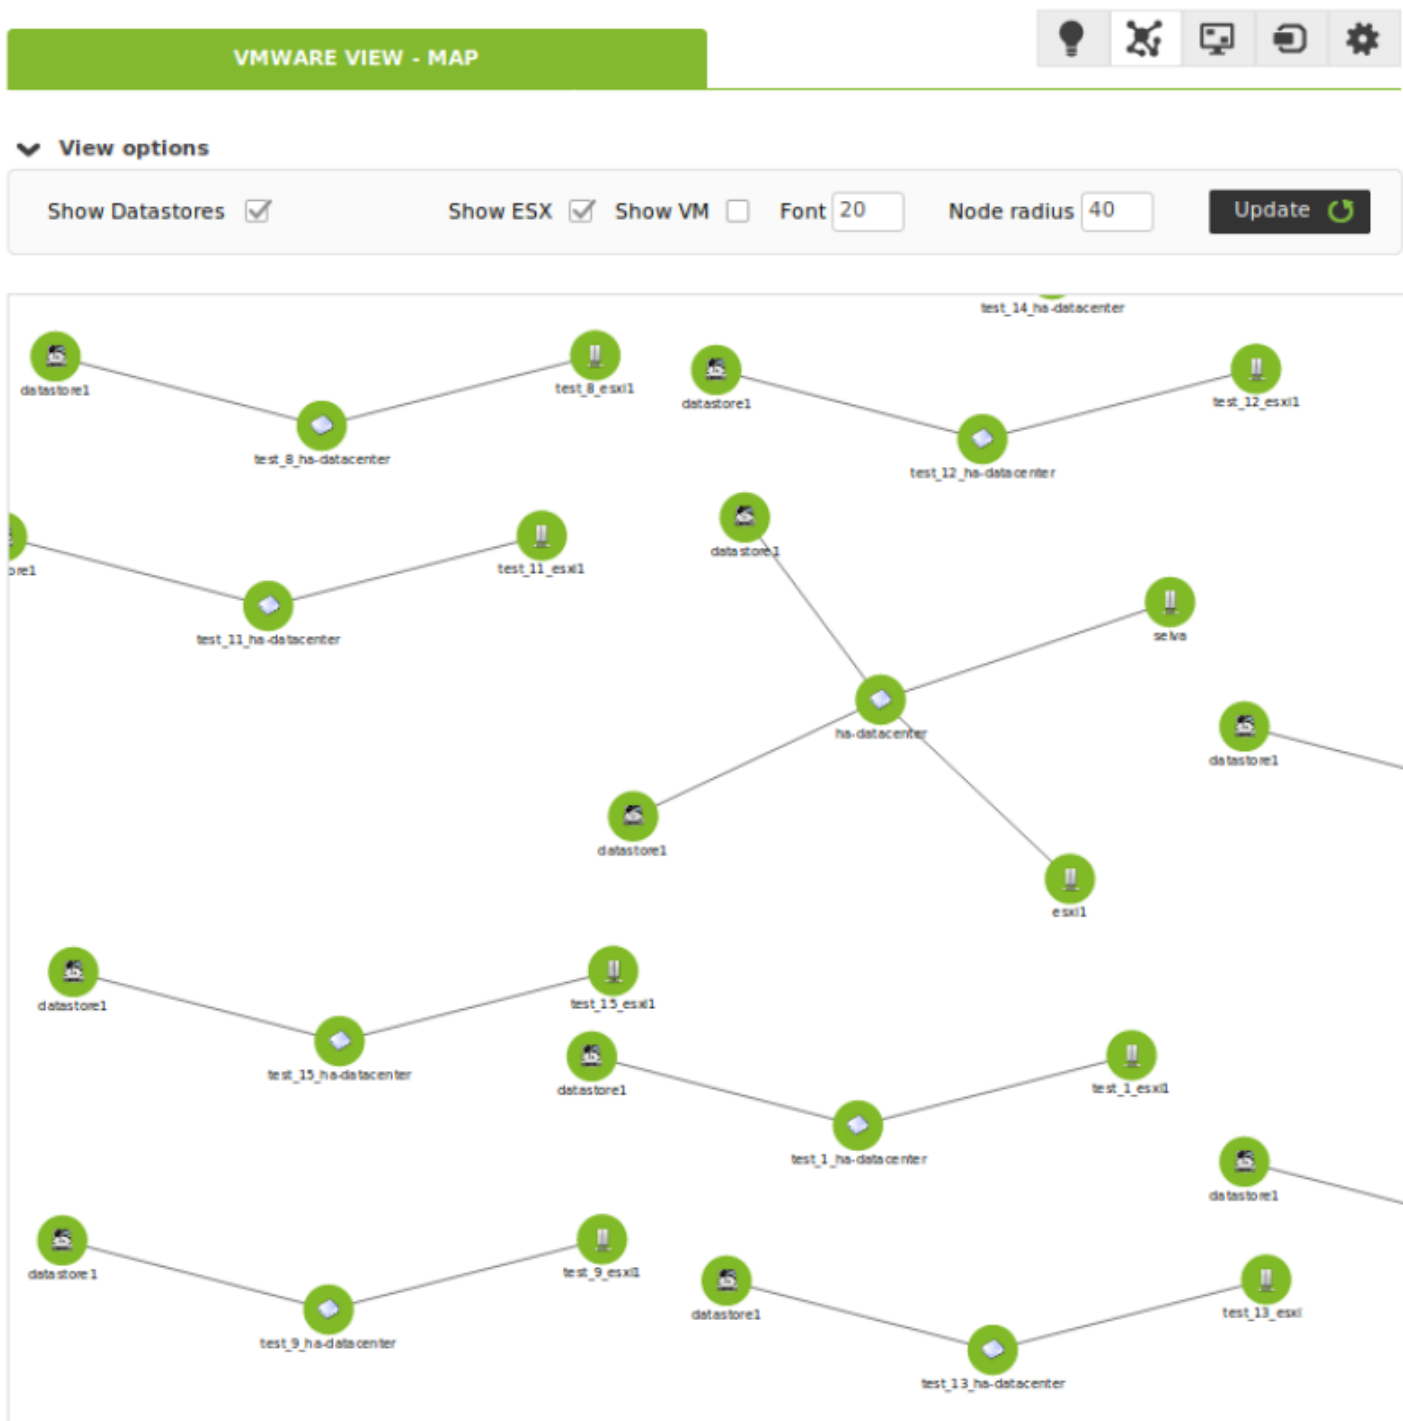 VMWARE VIEW - MAP
View options
Show Datastores
Show ESX
Show VM
Font 20
Node radius 40
Update
test_14_ha-datacenter
datastore1
test_8_esxi1
test_8_ha-datacenter
datastore1
test_12_esxi1
test_12_ha-datacenter
ore1
test_11_esxi1
test_11_ha-datacenter
datastore1
selva
ha-datacenter
datastore1
datastore1
esxi1
datastore1
test_15_esxi1
test_15_ha-datacenter
datastore1
test_1_esxi1
test_1_ha-datacenter
datastore1
datastore1
test_9_esxi1
test_9_ha-datacenter
datastore1
test_13_esxi
test_13_ha-datacenter